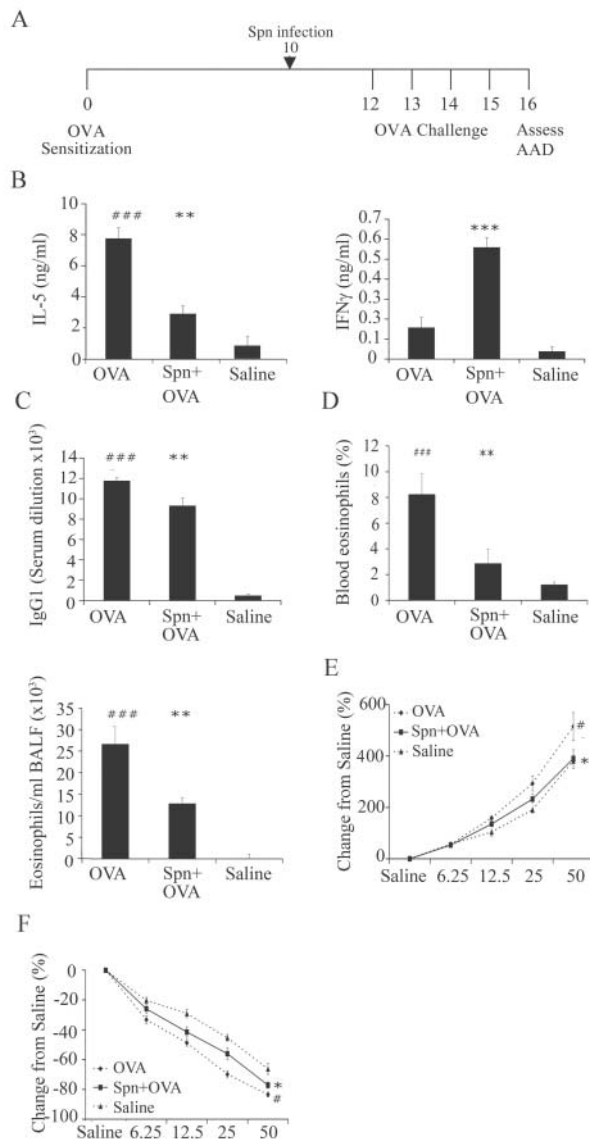 A
Spn infection
10
0 12 13 14 15 16
OVA Sensitization
OVA Challenge
Assess AAD
B
IL-5 (ng/ml)
10
8
6
4
2
0
###
**
OVA Spn+ OVA Saline
IFNγ (ng/ml)
0.7
0.6
0.5
0.4
0.3
0.1
0
***
OVA Spn+ OVA Saline
C
IgG1 (Serum dilution x10³)
14
12
10
8
6
4
2
0
###
**
OVA Spn+ OVA Saline
D
Blood eosinophils (%)
12
10
8
6
4
2
0
###
**
OVA Spn+ OVA Saline
Eosinophils/ml BALF (x10³)
35
30
25
15
10
5
0
###
**
OVA Spn+ OVA Saline
E
Change from Saline (%)
600
400
200
0
OVA
Spn+OVA
Saline
#
*
Saline 6.25 12.5 25 50
F
Change from Saline (%)
0
-20
-40
-60
-80
-100
OVA
Spn+OVA
Saline
*
#
Saline 6.25 12.5 25 50